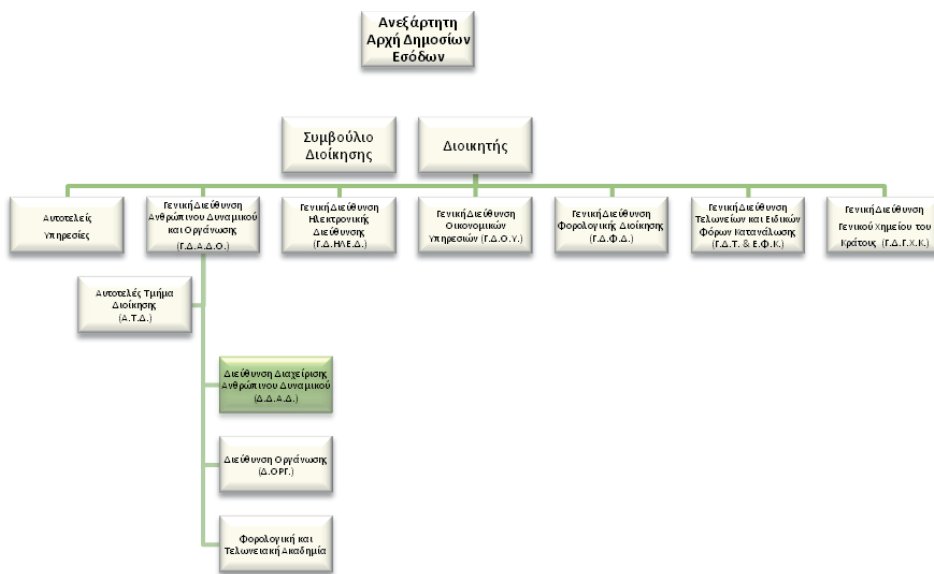 Ανεξάρτητη
Αρχή Δημοσίων
Εσόδων
Συμβούλιο
Διοίκησης
Διοικητής
Αυτοτελείς
Υπηρεσίες
Γενική Διεύθυνση
Ανθρώπινου Δυναμικού
και Οργάνωσης
(Γ.Δ.Α.Δ.Ο.)
Γενική Διεύθυνση
Ηλεκτρονικής
Διεύθυνσης
(Γ.Δ.ΗΛΕ.Δ.)
Γενική Διεύθυνση
Οικονομικών
Υπηρεσιών (Γ.Δ.Ο.Υ.)
Γενική Διεύθυνση
Φορολογικής Διοίκησης
(Γ.Δ.Φ.Δ.)
Γενική Διεύθυνση
Τελωνείων και Ειδικών
Φόρων Κατανάλωσης
(Γ.Δ.Τ. & Ε.Φ.Κ.)
Γενική Διεύθυνση
Γενικού Χημείου του
Κράτους (Γ.Δ.Γ.Χ.Κ.)
Αυτοτελές Τμήμα
Διοίκησης
(Α.Τ.Δ.)
Διεύθυνση Διαχείρισης
Ανθρώπινου Δυναμικού
(Δ.Δ.Α.Δ.)
Διεύθυνση Οργάνωσης
(Δ.ΟΡΓ.)
Φορολογική και
Τελωνειακή Ακαδημία